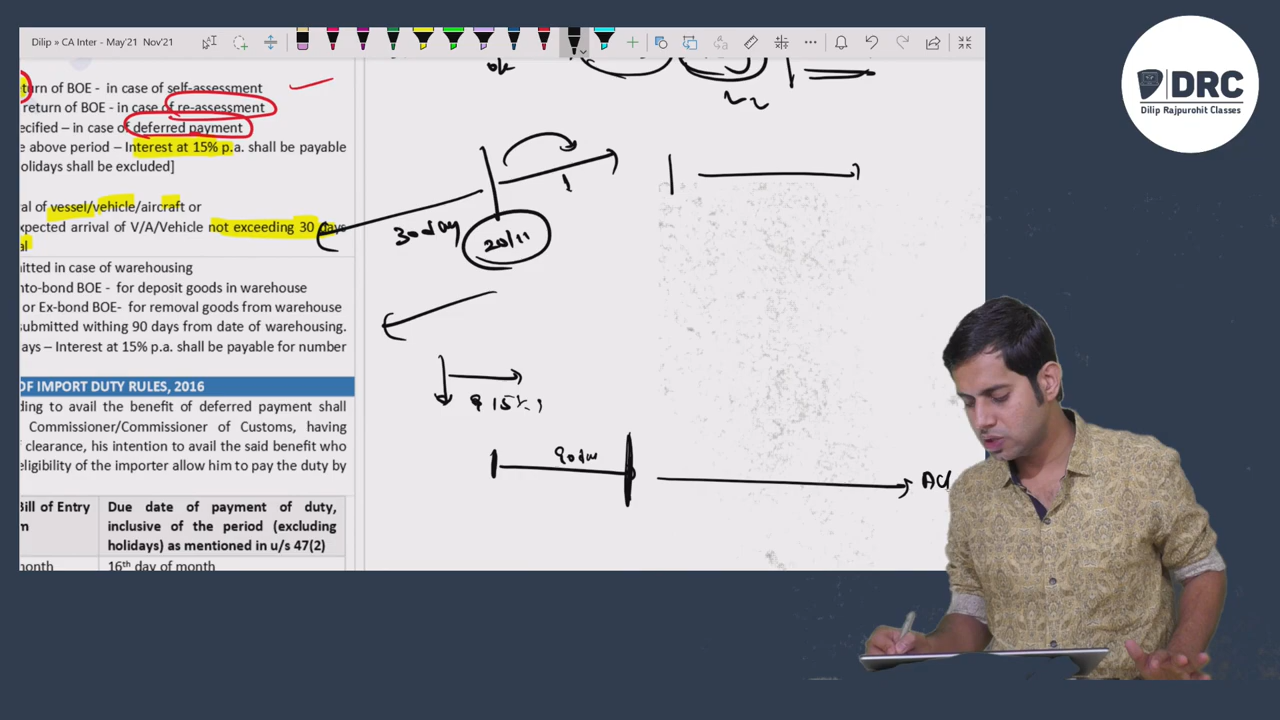 Dilip » CA Inter - May'21 Nov'21
turn of BOE - in case of self-assessment
return of BOE - in case of re-assessment
ecified – in case of deferred payment
e above period – Interest at 15% p.a. shall be payable
olidays shall be excluded]
al of vessel/vehicle/aircraft or
xpected arrival of V/A/Vehicle not exceeding 30 days
al
nitted in case of warehousing
nto-bond BOE - for deposit goods in warehouse
or Ex-bond BOE- for removal goods from warehouse
submitted withing 90 days from date of warehousing.
ays – Interest at 15% p.a. shall be payable for number
OF IMPORT DUTY RULES, 2016
ding to avail the benefit of deferred payment shall
Commissioner/Commissioner of Customs, having
f clearance, his intention to avail the said benefit who
eligibility of the importer allow him to pay the duty by
Bill of Entry
m
Due date of payment of duty,
inclusive of the period (excluding
holidays) as mentioned in u/s 47(2)
month
16th day of month
30 day
20/11
15%
90
DRC
Dilip Rajpurohit Classes